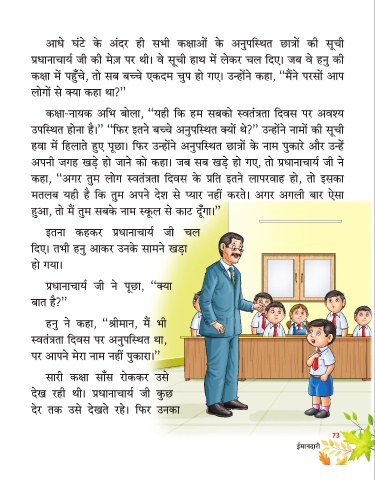 आधे घंटे के अंदर ही सभी कक्षाओं के अनुपस्थित छात्रों की सूची
प्रधानाचार्य जी की मेज़ पर थी। वे सूची हाथ में लेकर चल दिए। जब वे हनु की
कक्षा में पहुँचे, तो सब बच्चे एकदम चुप हो गए। उन्होंने कहा, “मैंने परसों आप
लोगों से क्या कहा था?”
कक्षा-नायक अभि बोला, “यही कि हम सबको स्वतंत्रता दिवस पर अवश्य
उपस्थित होना है।” “फिर इतने बच्चे अनुपस्थित क्यों थे?” उन्होंने नामों की सूची
हवा में हिलाते हुए पूछा। फिर उन्होंने अनुपस्थित छात्रों के नाम पुकारे और उन्हें
अपनी जगह खड़े हो जाने को कहा। जब सब खड़े हो गए, तो प्रधानाचार्य जी ने
कहा, “अगर तुम लोग स्वतंत्रता दिवस के प्रति इतने लापरवाह हो, तो इसका
मतलब यही है कि तुम अपने देश से प्यार नहीं करते। अगर अगली बार ऐसा
हुआ, तो मैं तुम सबके नाम स्कूल से काट दूँगा।”
इतना कहकर प्रधानाचार्य जी चल
दिए। तभी हनु आकर उनके सामने खड़ा
हो गया।
प्रधानाचार्य जी ने पूछा, “क्या
बात है?”
हनु ने कहा, “श्रीमान, मैं भी
स्वतंत्रता दिवस पर अनुपस्थित था,
पर आपने मेरा नाम नहीं पुकारा।”
सारी कक्षा साँस रोककर उसे
देख रही थी। प्रधानाचार्य जी कुछ
देर तक उसे देखते रहे। फिर उनका
73
ईमानदारी